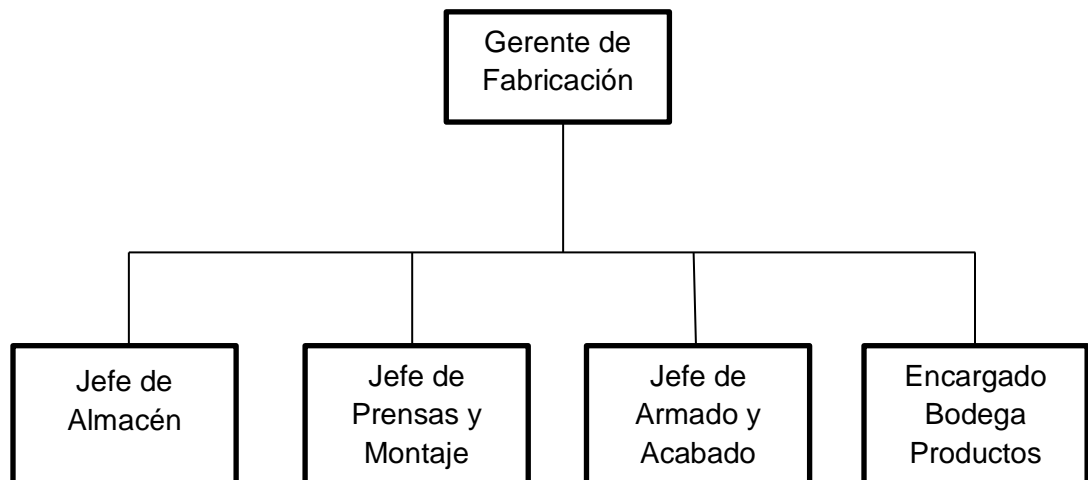 Gerente de
Fabricación
Jefe de
Almacén
Jefe de
Prensas y
Montaje
Jefe de
Armado y
Acabado
Encargado
Bodega
Productos